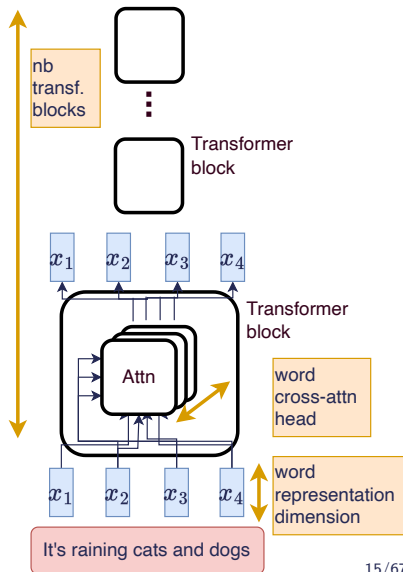 nb
transf.
blocks
Transformer
block
x₁ x₂ x₃ x₄
Transformer
block
Attn
word
cross-attn
head
x₁ x₂ x₃ x₄
word
representation
dimension
It's raining cats and dogs
15/67